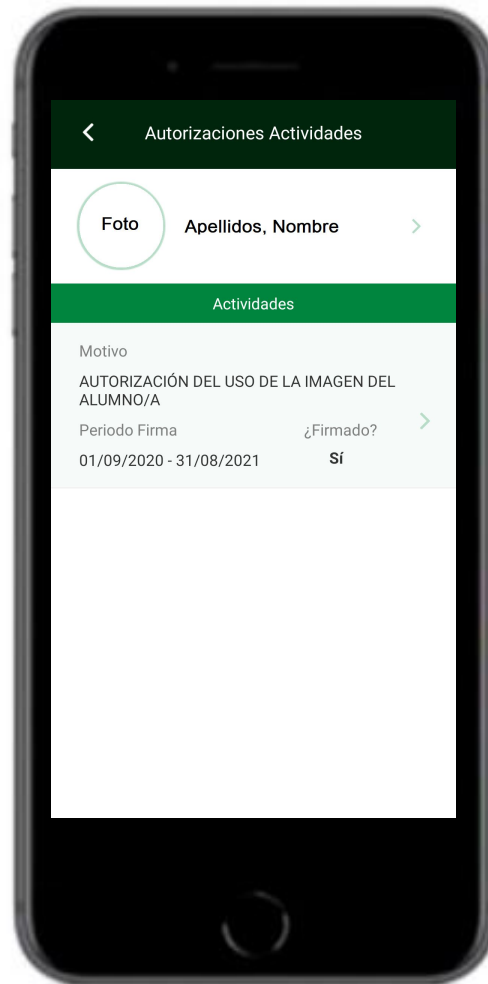 Autorizaciones Actividades
Foto
Apellidos, Nombre
Actividades
Motivo
AUTORIZACIÓN DEL USO DE LA IMAGEN DEL
ALUMNO/A
Periodo Firma
¿Firmado?
01/09/2020 - 31/08/2021
Sí